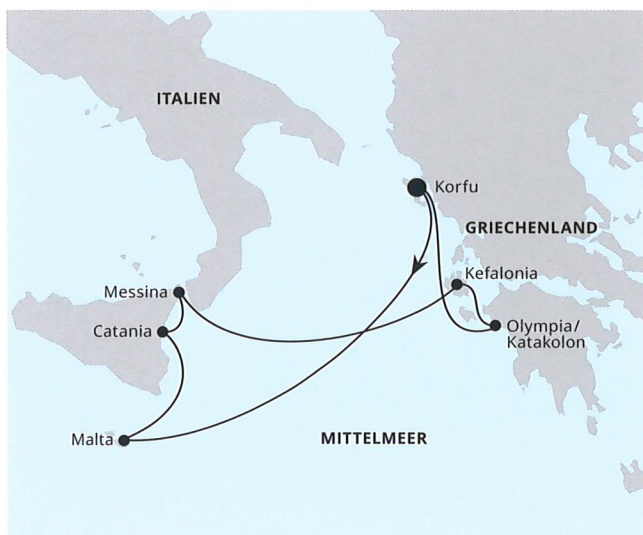 ITALIEN
Korfu
GRIECHENLAND
Kefalonia
Messina
Olympia/
Katakolon
Catania
Malta
MITTELMEER